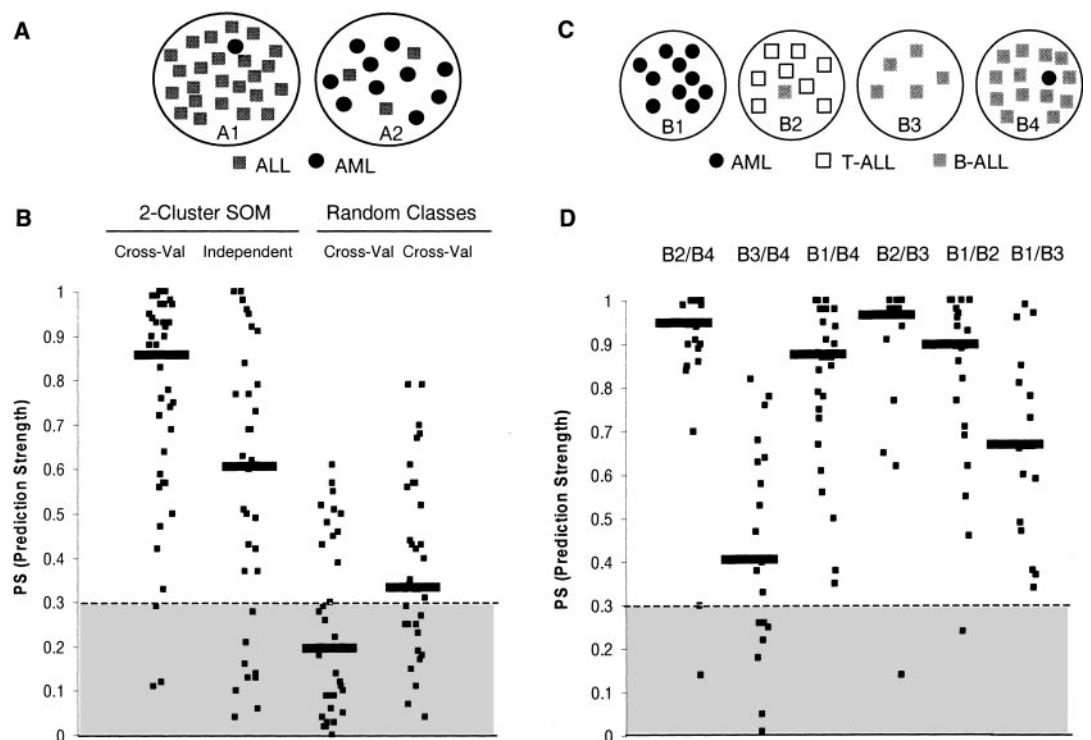 A
A1
A2
ALL AML
C
B1
B2
B3
B4
AML T-ALL B-ALL
B
2-Cluster SOM Random Classes
Cross-Val Independent Cross-Val Cross-Val
PS (Prediction Strength)
1
0.9
0.8
0.7
0.6
0.5
0.4
0.3
0.2
0.1
0
D
B2/B4 B3/B4 B1/B4 B2/B3 B1/B2 B1/B3
PS (Prediction Strength)
1
0.9
0.8
0.7
0.6
0.5
0.4
0.3
0.2
0.1
0